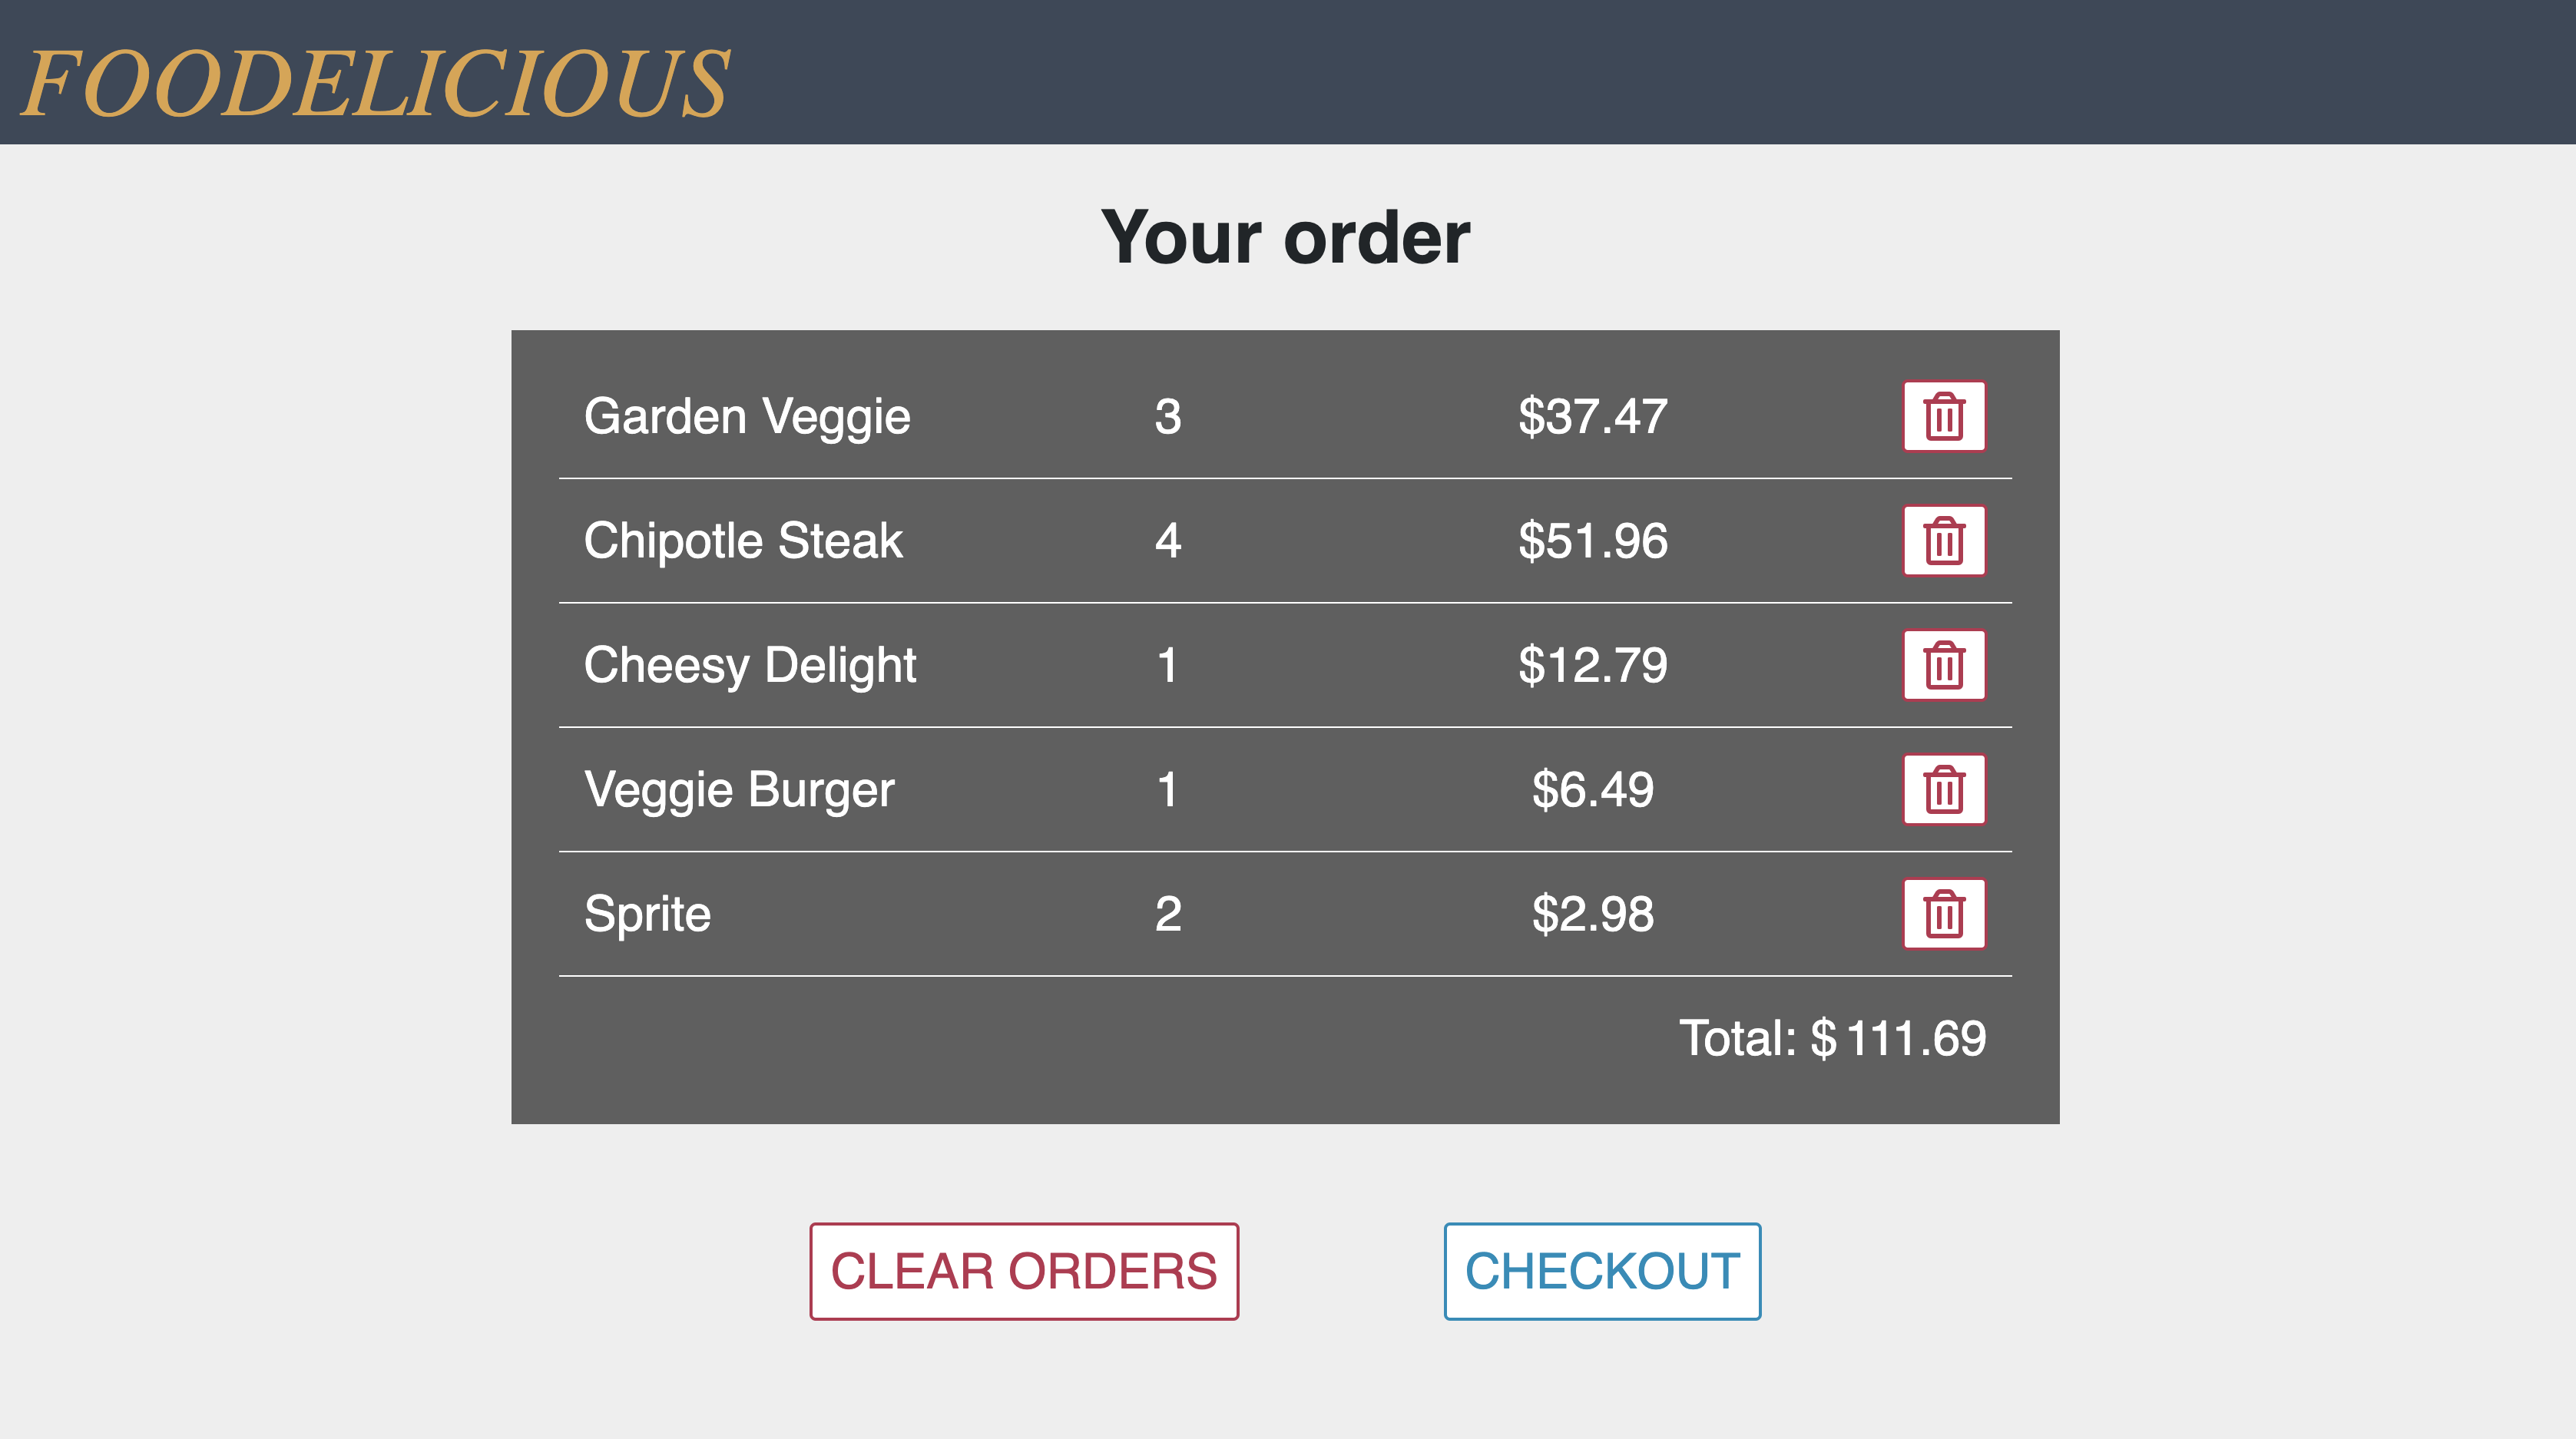 FOODELICIOUS
Your order
Garden Veggie 3 $37.47
Chipotle Steak 4 $51.96
Cheesy Delight 1 $12.79
Veggie Burger 1 $6.49
Sprite 2 $2.98
Total: $ 111.69
CLEAR ORDERS CHECKOUT